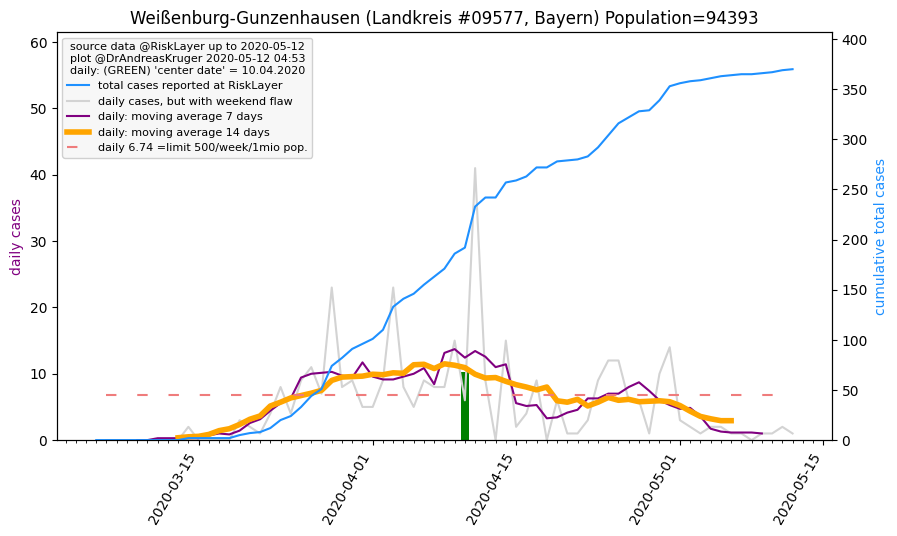 Weißenburg-Gunzenhausen (Landkreis #09577, Bayern) Population=94393
source data @RiskLayer up to 2020-05-12
plot @DrAndreasKruger 2020-05-12 04:53
daily: (GREEN) 'center date' = 10.04.2020
total cases reported at RiskLayer
daily cases, but with weekend flaw
daily: moving average 7 days
daily: moving average 14 days
daily 6.74 =limit 500/week/1mio pop.
daily cases
60
50
40
30
20
10
0
cumulative total cases
400
350
300
250
200
150
100
50
0
2020-03-15
2020-04-01
2020-04-15
2020-05-01
2020-05-15